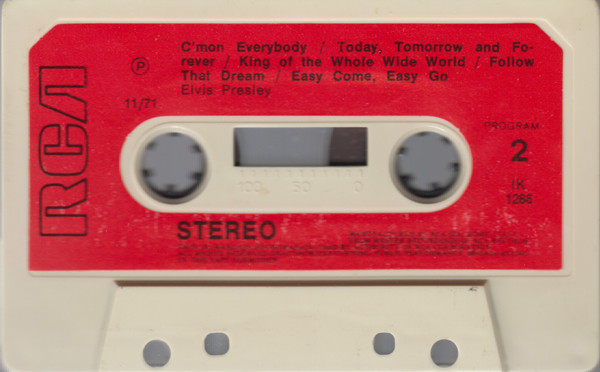 C'mon Everybody / Today, Tomorrow and Fo-
rever / King of the Whole Wide World / Follow
That Dream / Easy Come, Easy Go
Elvis Presley
℗
11/71
RCA
PROGRAM
2
IK
1288
100 50 0
STEREO